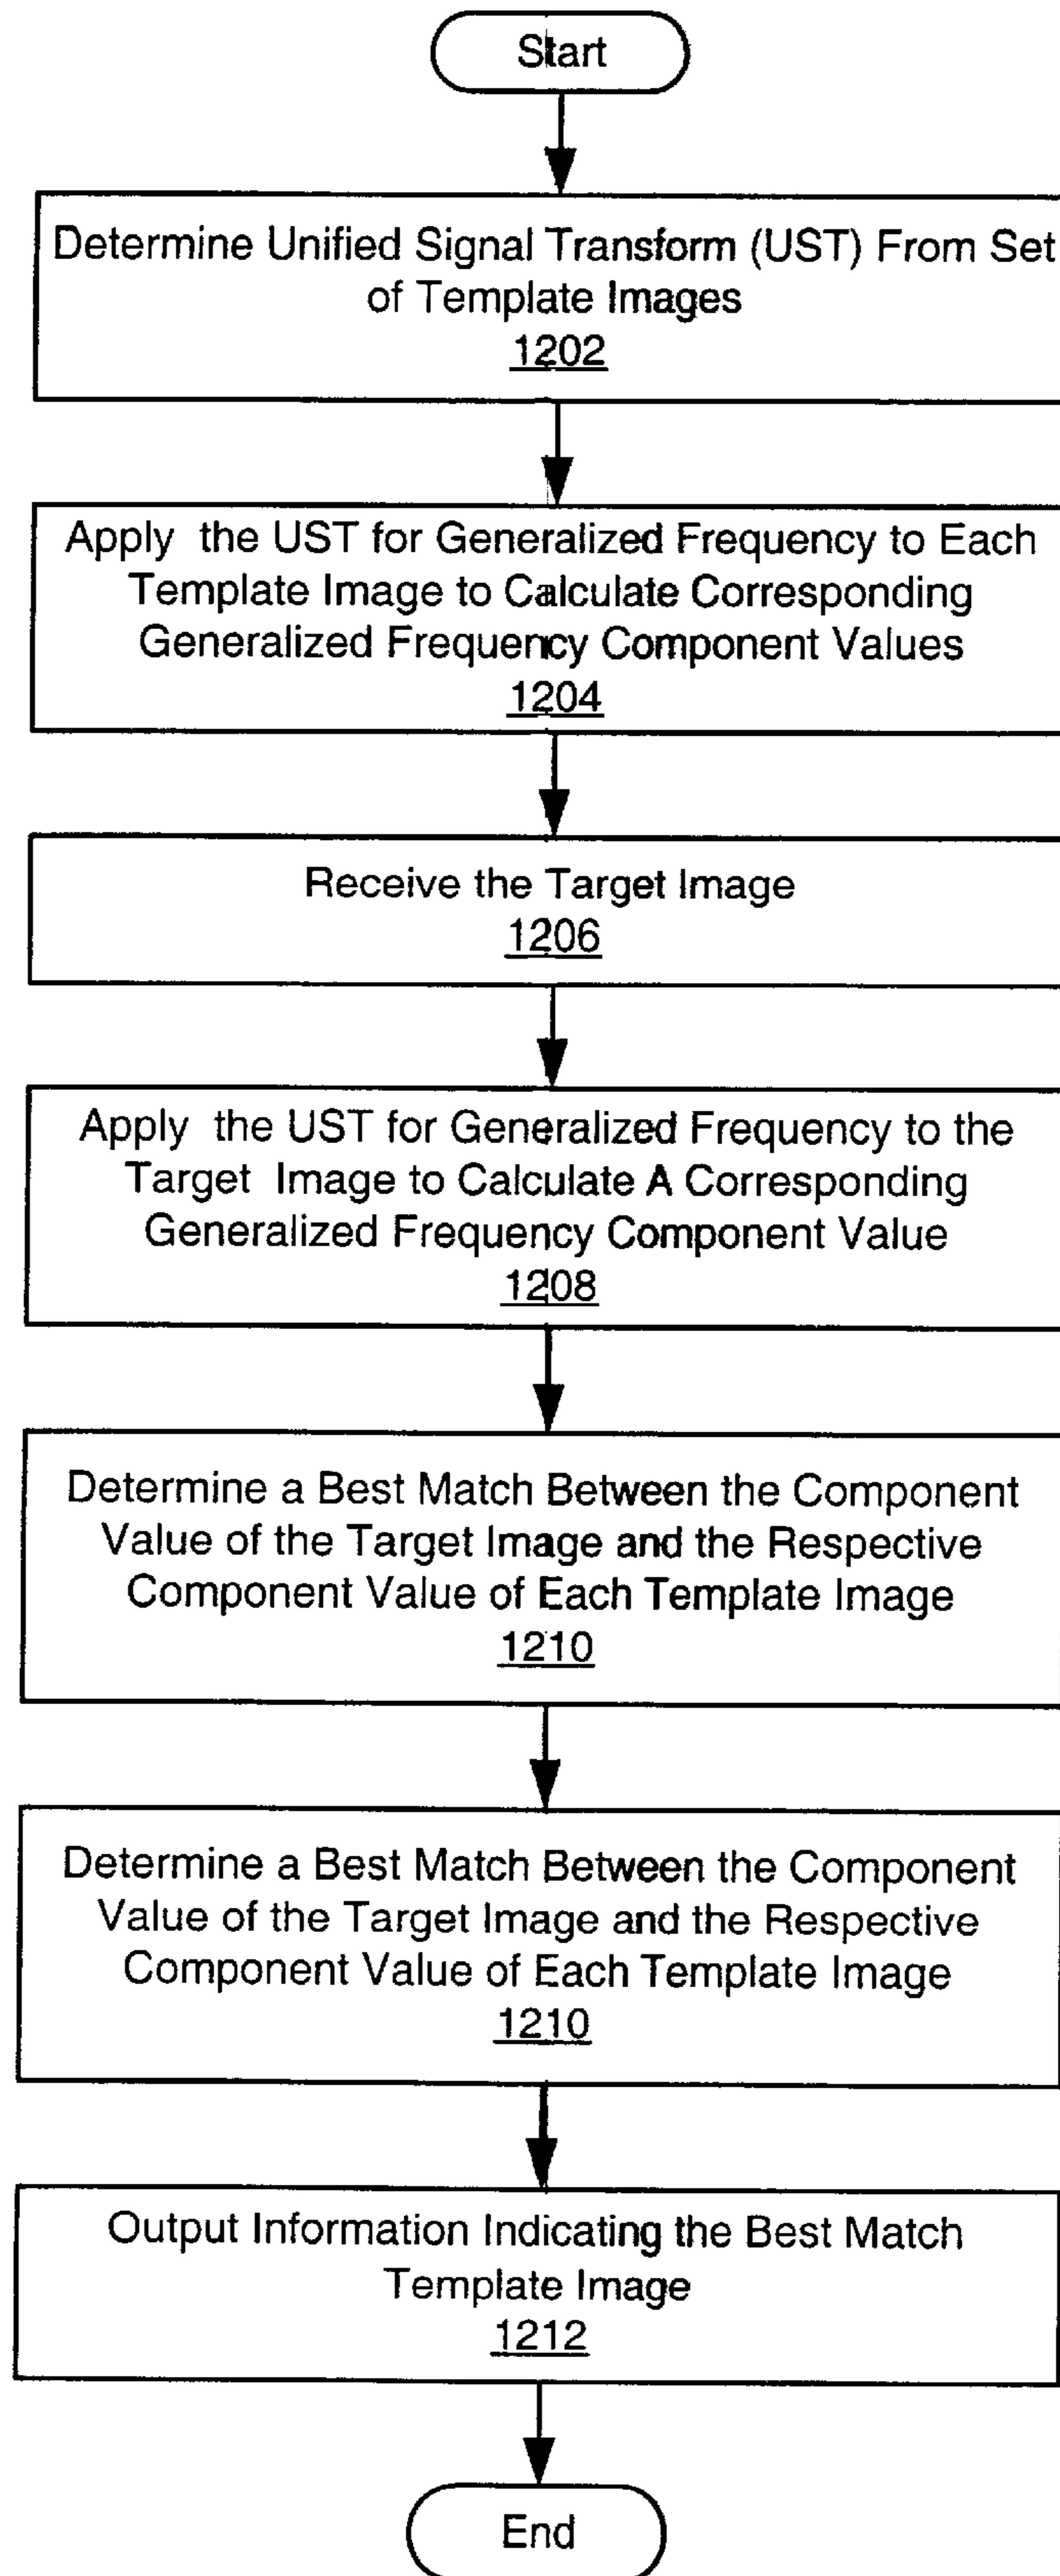 Start
Determine Unified Signal Transform (UST) From Set
of Template Images
1202
Apply the UST for Generalized Frequency to Each
Template Image to Calculate Corresponding
Generalized Frequency Component Values
1204
Receive the Target Image
1206
Apply the UST for Generalized Frequency to the
Target Image to Calculate A Corresponding
Generalized Frequency Component Value
1208
Determine a Best Match Between the Component
Value of the Target Image and the Respective
Component Value of Each Template Image
1210
Determine a Best Match Between the Component
Value of the Target Image and the Respective
Component Value of Each Template Image
1210
Output Information Indicating the Best Match
Template Image
1212
End